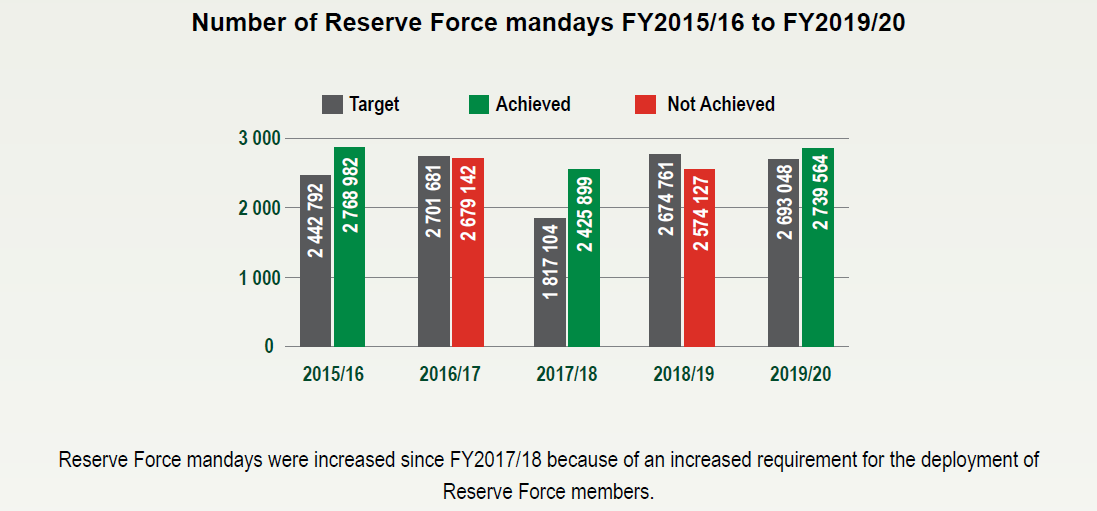 Number of Reserve Force mandays FY2015/16 to FY2019/20
Target Achieved Not Achieved
3 000
2 000
1 000
0
2 442 792
2 768 982
2 701 681
2 679 142
1 817 104
2 425 899
2 674 761
2 574 127
2 693 048
2 739 564
2015/16 2016/17 2017/18 2018/19 2019/20
Reserve Force mandays were increased since FY2017/18 because of an increased requirement for the deployment of
Reserve Force members.